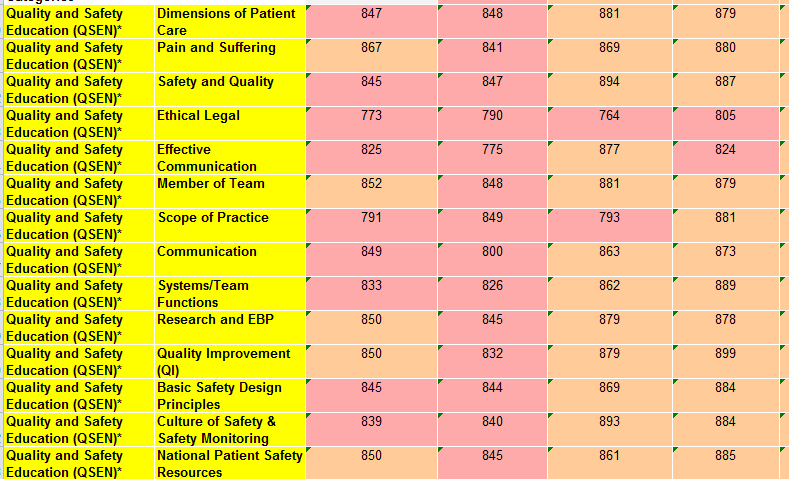 Quality and Safety Dimensions of Patient 847 848 881 879
Education (QSEN)* Care
Quality and Safety Pain and Suffering 867 841 869 880
Education (QSEN)*
Quality and Safety Safety and Quality 845 847 894 887
Education (QSEN)*
Quality and Safety Ethical Legal 773 790 764 805
Education (QSEN)*
Quality and Safety Effective 825 775 877 824
Education (QSEN)* Communication
Quality and Safety Member of Team 852 848 881 879
Education (QSEN)*
Quality and Safety Scope of Practice 791 849 793 881
Education (QSEN)*
Quality and Safety Communication 849 800 863 873
Education (QSEN)*
Quality and Safety Systems/Team 833 826 862 889
Education (QSEN)* Functions
Quality and Safety Research and EBP 850 845 879 878
Education (QSEN)*
Quality and Safety Quality Improvement 850 832 879 899
Education (QSEN)* (QI)
Quality and Safety Basic Safety Design 845 844 869 884
Education (QSEN)* Principles
Quality and Safety Culture of Safety & 839 840 893 884
Education (QSEN)* Safety Monitoring
Quality and Safety National Patient Safety 850 845 861 885
Education (QSEN)* Resources